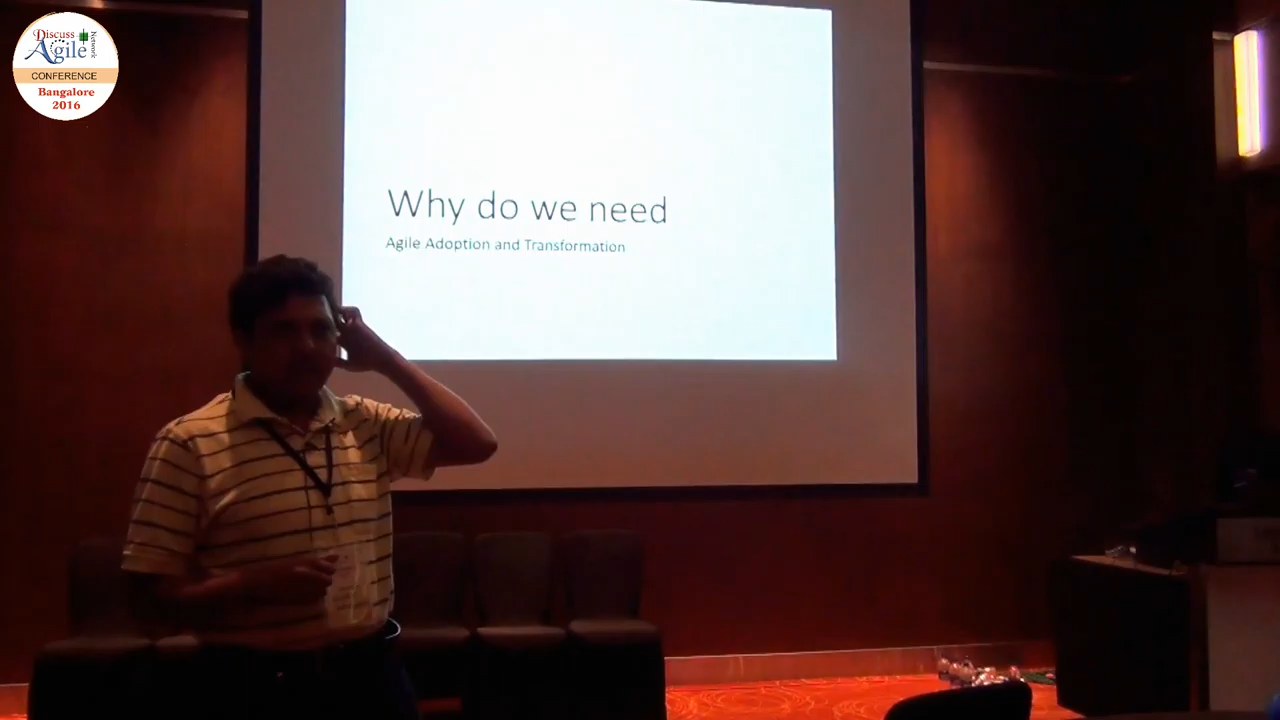 Discuss
Agile
Network
CONFERENCE
Bangalore
2016
Why do we need
Agile Adoption and Transformation